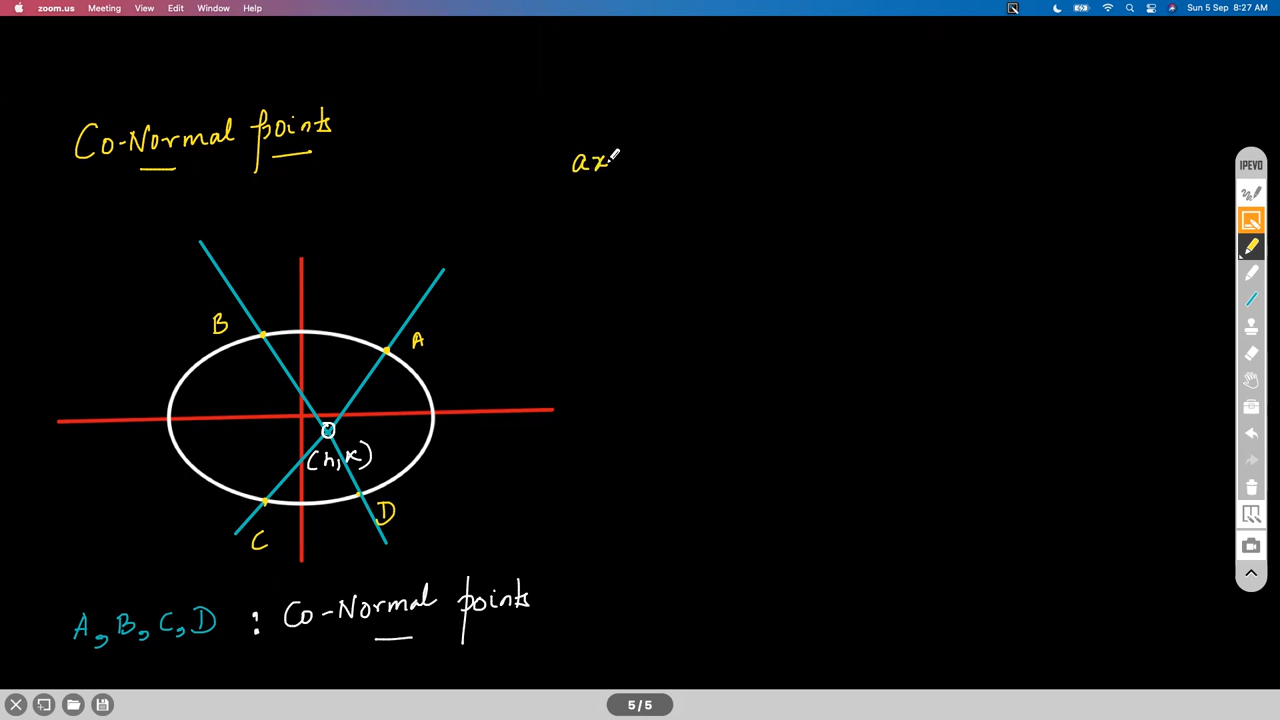 zoom.us Meeting View Edit Window Help Sun 5 Sep 8:27 AM
Co-Normal points
ax
IPEVO
B
A
(h,k)
D
C
A, B, C, D : Co-Normal points
5/5